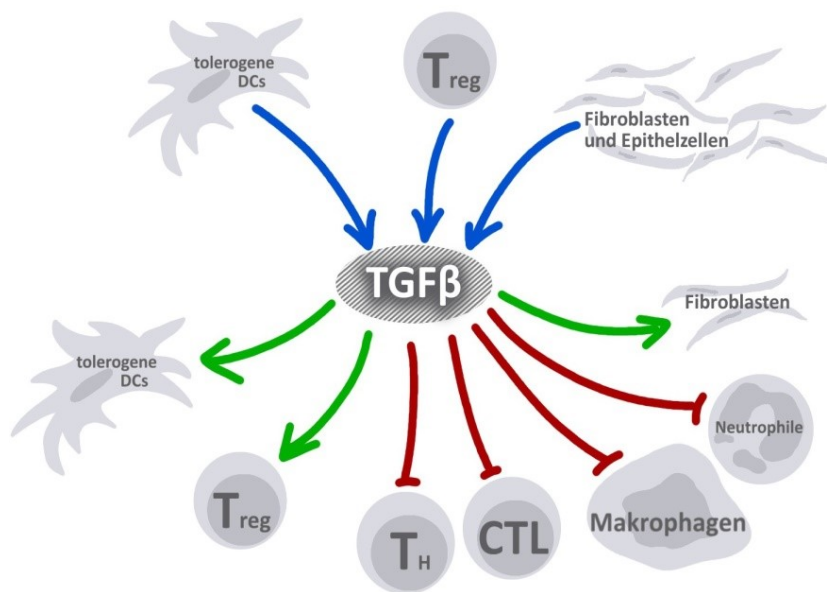 tolerogene
DCs
Treg
Fibroblasten
und Epithelzellen
TGFβ
Fibroblasten
tolerogene
DCs
Neutrophile
Treg
TH
CTL
Makrophagen